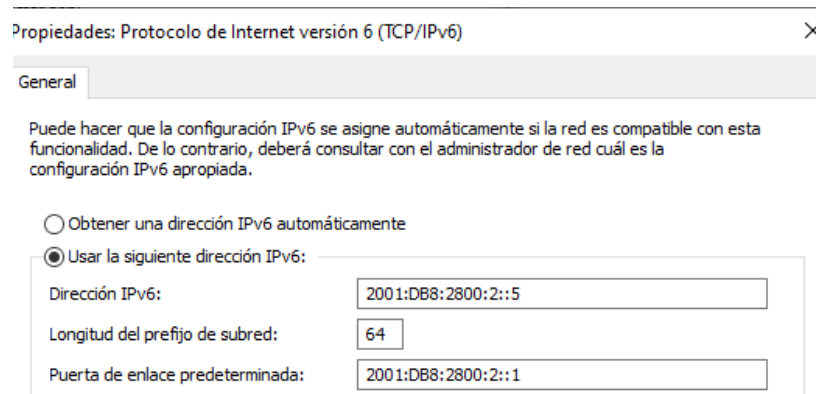 Propiedades: Protocolo de Internet versión 6 (TCP/IPv6)
General
Puede hacer que la configuración IPv6 se asigne automáticamente si la red es compatible con esta
funcionalidad. De lo contrario, deberá consultar con el administrador de red cuál es la
configuración IPv6 apropiada.
Obtener una dirección IPv6 automáticamente
Usar la siguiente dirección IPv6:
Dirección IPv6: 2001:DB8:2800:2::5
Longitud del prefijo de subred: 64
Puerta de enlace predeterminada: 2001:DB8:2800:2::1